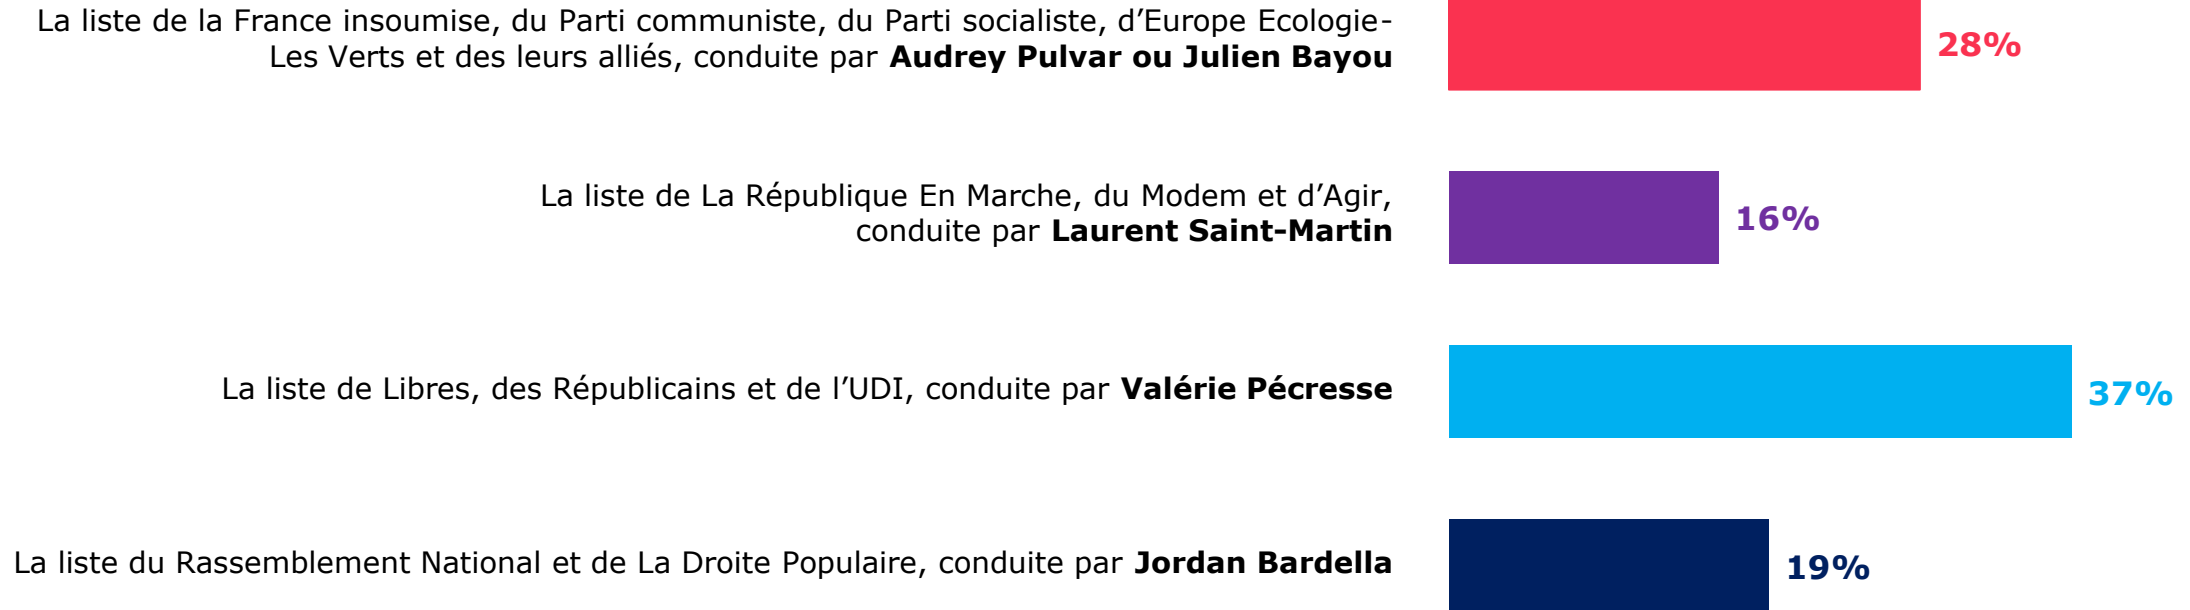 La liste de la France insoumise, du Parti communiste, du Parti socialiste, d’Europe Ecologie-
Les Verts et des leurs alliés, conduite par Audrey Pulvar ou Julien Bayou
28%
La liste de La République En Marche, du Modem et d’Agir,
conduite par Laurent Saint-Martin
16%
La liste de Libres, des Républicains et de l’UDI, conduite par Valérie Pécresse
37%
La liste du Rassemblement National et de La Droite Populaire, conduite par Jordan Bardella
19%